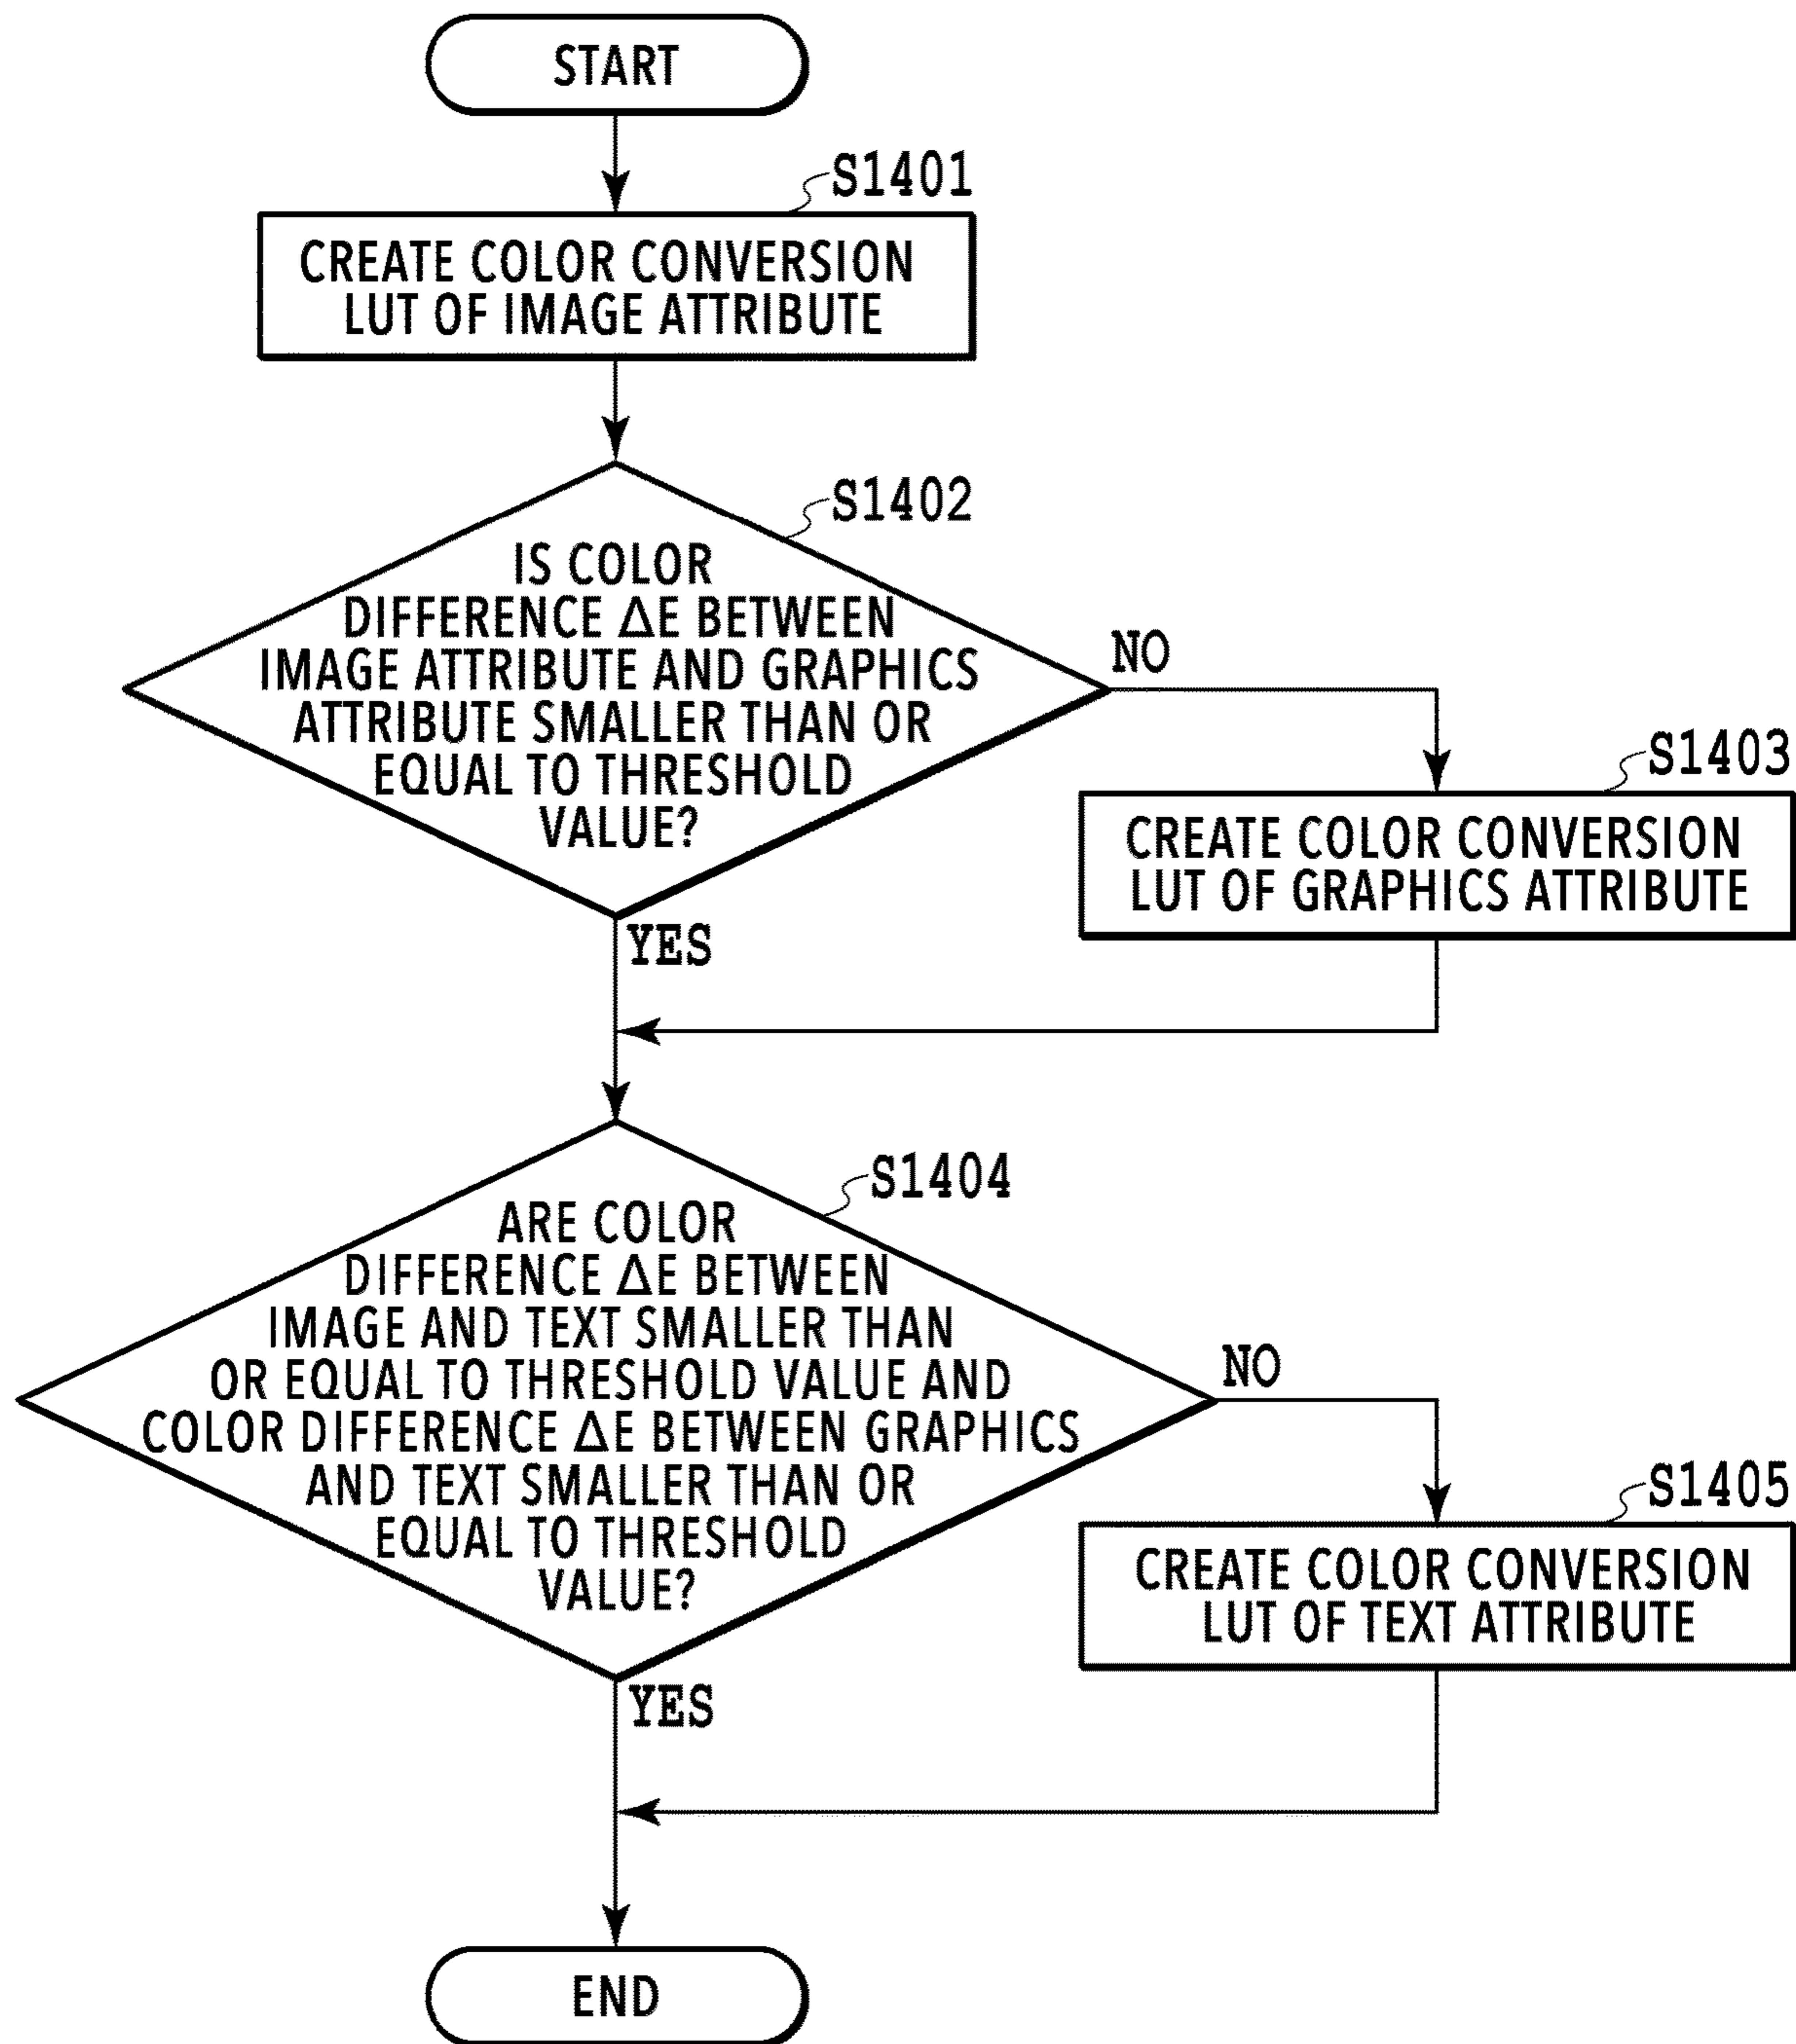 START
S1401
CREATE COLOR CONVERSION
LUT OF IMAGE ATTRIBUTE
S1402
IS COLOR
DIFFERENCE ΔE BETWEEN
IMAGE ATTRIBUTE AND GRAPHICS
ATTRIBUTE SMALLER THAN OR
EQUAL TO THRESHOLD
VALUE?
NO
YES
S1403
CREATE COLOR CONVERSION
LUT OF GRAPHICS ATTRIBUTE
S1404
ARE COLOR
DIFFERENCE ΔE BETWEEN
IMAGE AND TEXT SMALLER THAN
OR EQUAL TO THRESHOLD VALUE AND
COLOR DIFFERENCE ΔE BETWEEN GRAPHICS
AND TEXT SMALLER THAN OR
EQUAL TO THRESHOLD
VALUE?
NO
YES
S1405
CREATE COLOR CONVERSION
LUT OF TEXT ATTRIBUTE
END